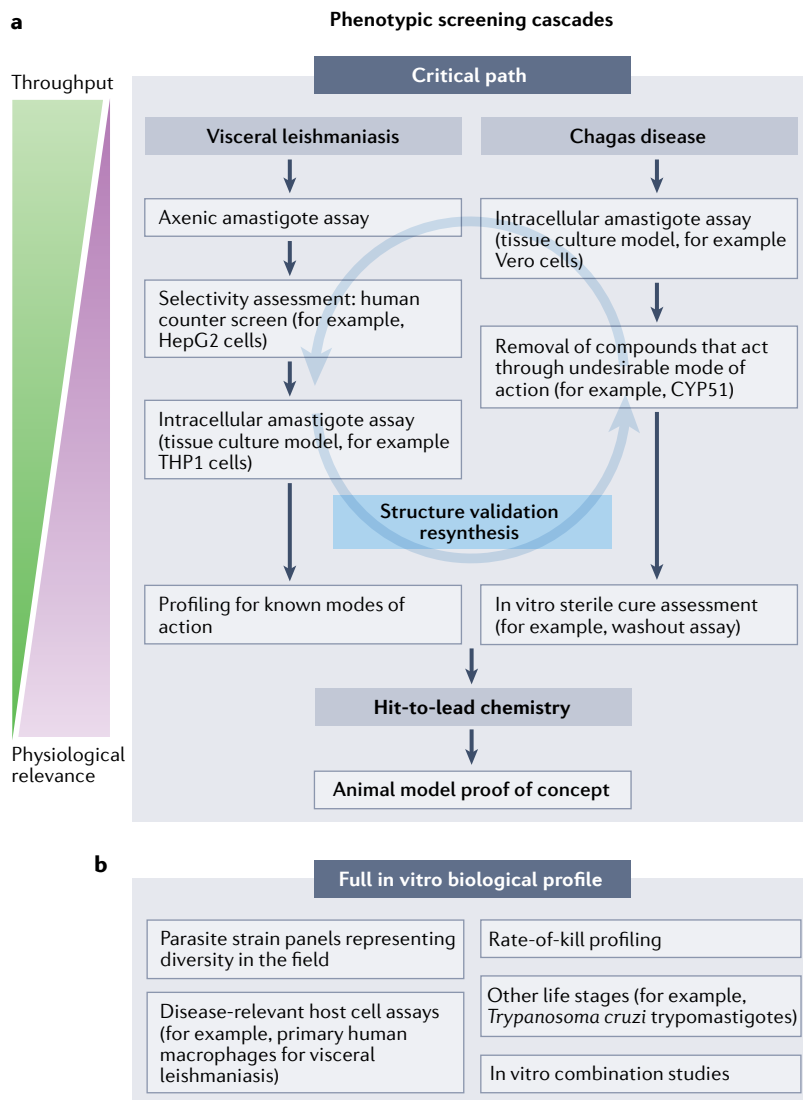 a
Phenotypic screening cascades
Throughput
Critical path
Visceral leishmaniasis
Axenic amastigote assay
Selectivity assessment: human
counter screen (for example,
HepG2 cells)
Intracellular amastigote assay
(tissue culture model, for example
THP1 cells)
Chagas disease
Intracellular amastigote assay
(tissue culture model, for example
Vero cells)
Removal of compounds that act
through undesirable mode of
action (for example, CYP51)
Structure validation
resynthesis
Profiling for known modes of
action
In vitro sterile cure assessment
(for example, washout assay)
Hit-to-lead chemistry
Physiological
relevance
Animal model proof of concept
b
Full in vitro biological profile
Parasite strain panels representing
diversity in the field
Disease-relevant host cell assays
(for example, primary human
macrophages for visceral
leishmaniasis)
Rate-of-kill profiling
Other life stages (for example,
Trypanosoma cruzi trypomastigotes)
In vitro combination studies